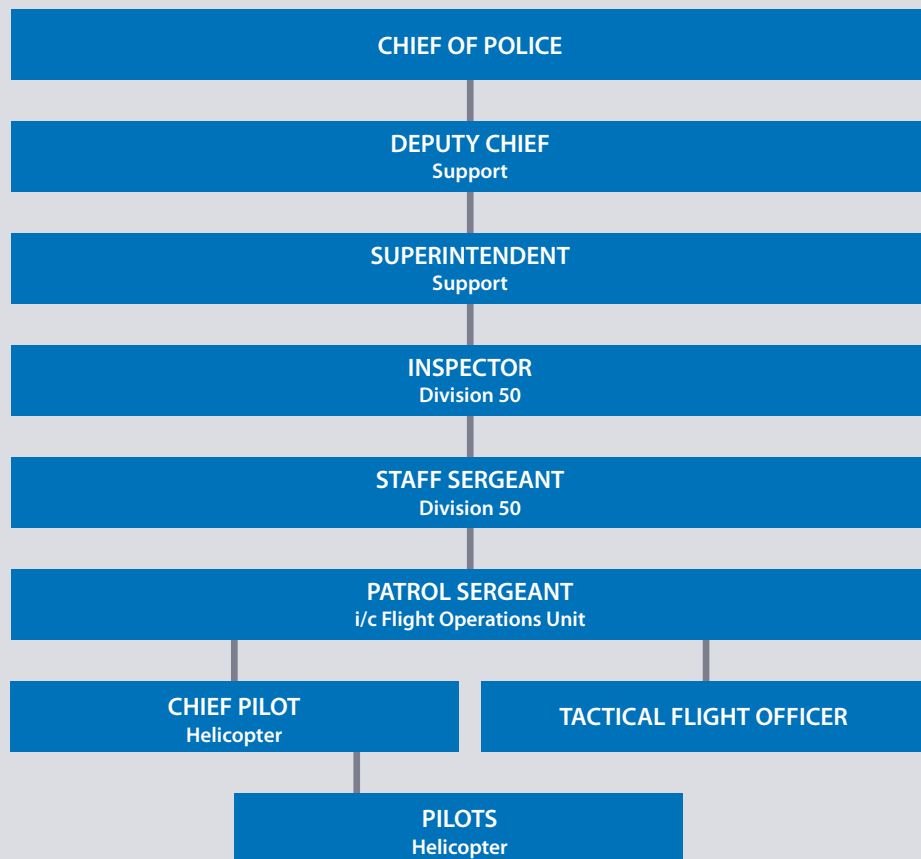 CHIEF OF POLICE
DEPUTY CHIEF
Support
SUPERINTENDENT
Support
INSPECTOR
Division 50
STAFF SERGEANT
Division 50
PATROL SERGEANT
i/c Flight Operations Unit
CHIEF PILOT
Helicopter
TACTICAL FLIGHT OFFICER
PILOTS
Helicopter